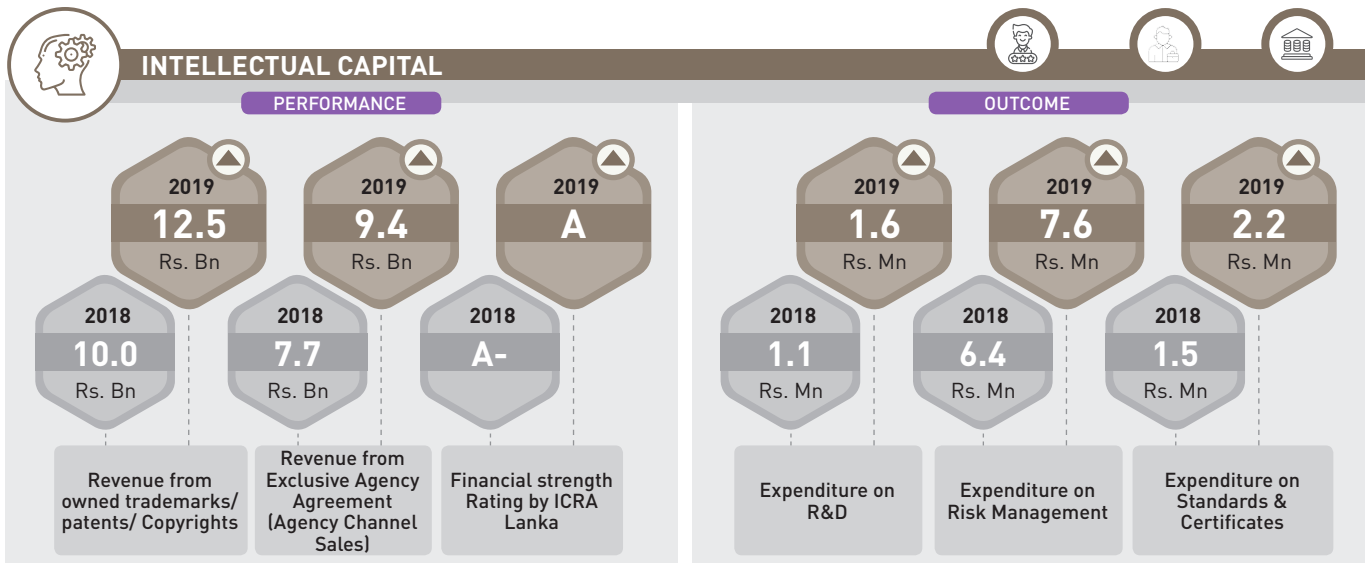 INTELLECTUAL CAPITAL
PERFORMANCE
2019
12.5
Rs. Bn
2019
9.4
Rs. Bn
2019
A
2018
10.0
Rs. Bn
2018
7.7
Rs. Bn
2018
A-
Revenue from
owned trademarks/
patents/ Copyrights
Revenue from
Exclusive Agency
Agreement
(Agency Channel
Sales)
Financial strength
Rating by ICRA
Lanka
OUTCOME
2019
1.6
Rs. Mn
2019
7.6
Rs. Mn
2019
2.2
Rs. Mn
2018
1.1
Rs. Mn
2018
6.4
Rs. Mn
2018
1.5
Rs. Mn
Expenditure on
R&D
Expenditure on
Risk Management
Expenditure on
Standards &
Certificates